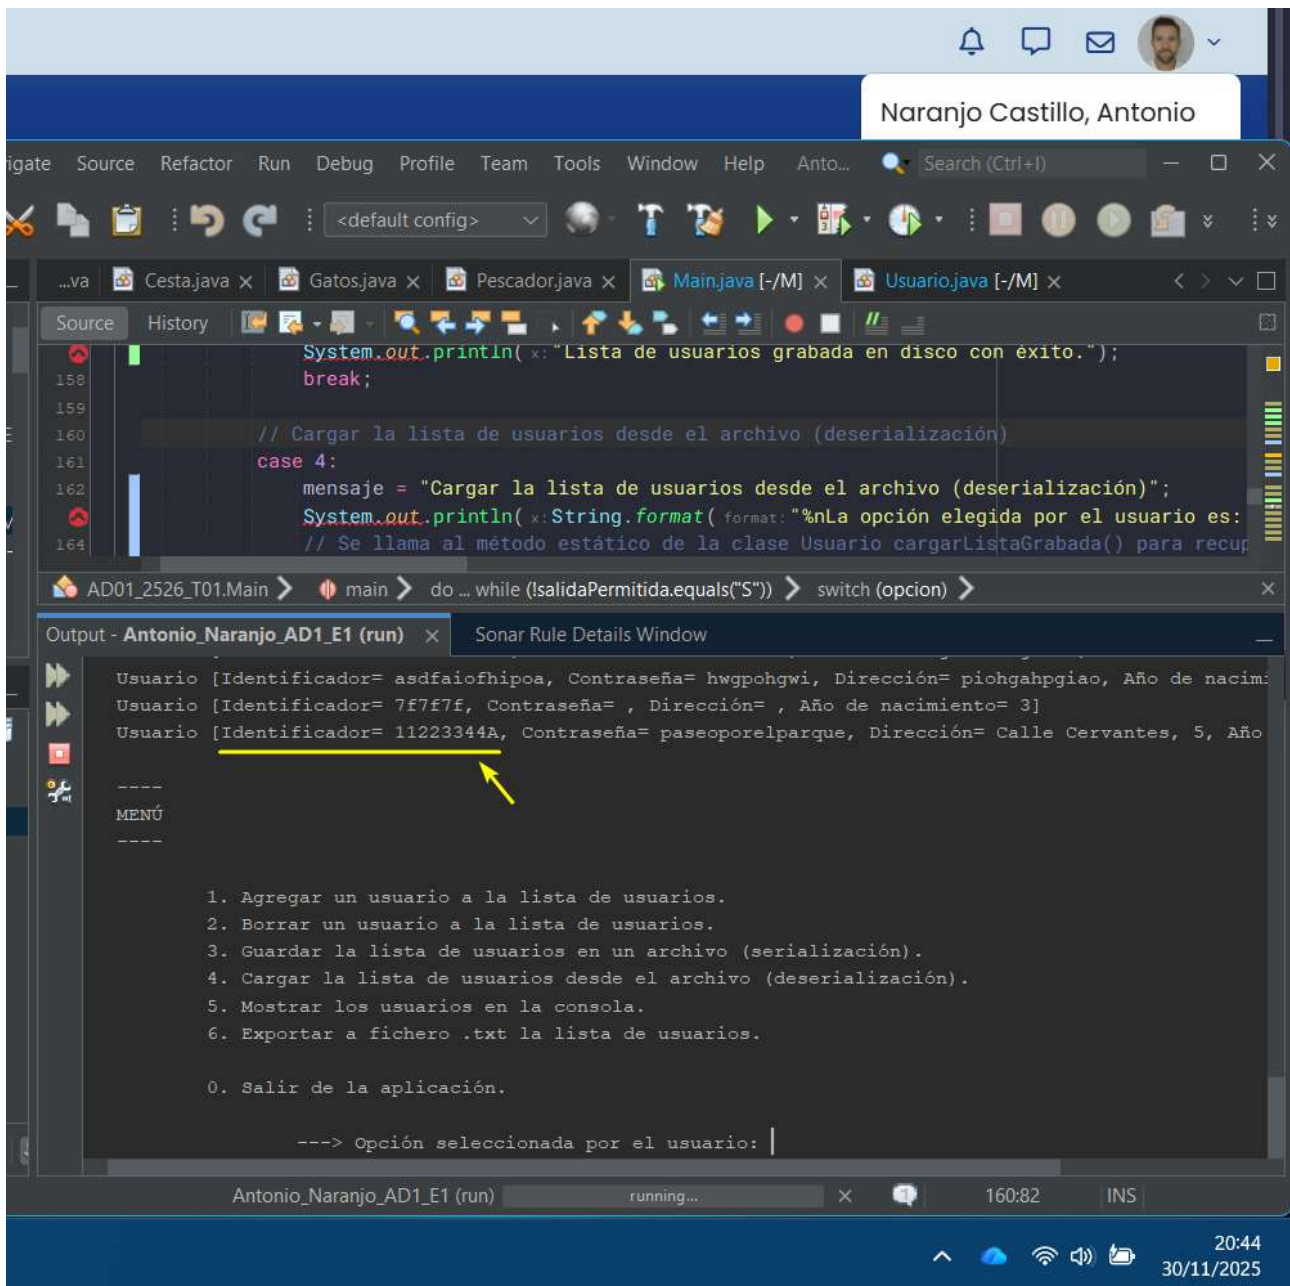 Naranjo Castillo, Antonio
Source Refactor Run Debug Profile Team Tools Window Help Anto... Search (Ctrl+I)
<default config>
...va Cesta.java Gatos.java Pescador.java Main.java [-/M] Usuario.java [-/M]
Source History
System.out.println( x: "Lista de usuarios grabada en disco con éxito.");
158 break;
159
160 // Cargar la lista de usuarios desde el archivo (deserialización)
161 case 4:
162 mensaje = "Cargar la lista de usuarios desde el archivo (deserialización)";
System.out.println( x: String.format( format: "%nLa opción elegida por el usuario es:
164 // Se llama al método estático de la clase Usuario cargarListaGrabada() para recup
AD01_2526_T01.Main main do ... while (!salidaPermitida.equals("S")) switch (opcion)
Output - Antonio_Naranjo_AD1_E1 (run) Sonar Rule Details Window
Usuario [Identificador= asdfaiofhipoa, Contraseña= hwgpohgwi, Dirección= piohgahpgiao, Año de nacim
Usuario [Identificador= 7f7f7f, Contraseña= , Dirección= , Año de nacimiento= 3]
Usuario [Identificador= 11223344A, Contraseña= paseoporelparque, Dirección= Calle Cervantes, 5, Año
----
MENÚ
----
1. Agregar un usuario a la lista de usuarios.
2. Borrar un usuario a la lista de usuarios.
3. Guardar la lista de usuarios en un archivo (serialización).
4. Cargar la lista de usuarios desde el archivo (deserialización).
5. Mostrar los usuarios en la consola.
6. Exportar a fichero .txt la lista de usuarios.
0. Salir de la aplicación.
---> Opción seleccionada por el usuario:
Antonio_Naranjo_AD1_E1 (run) running... 1 160:82 INS
20:44
30/11/2025